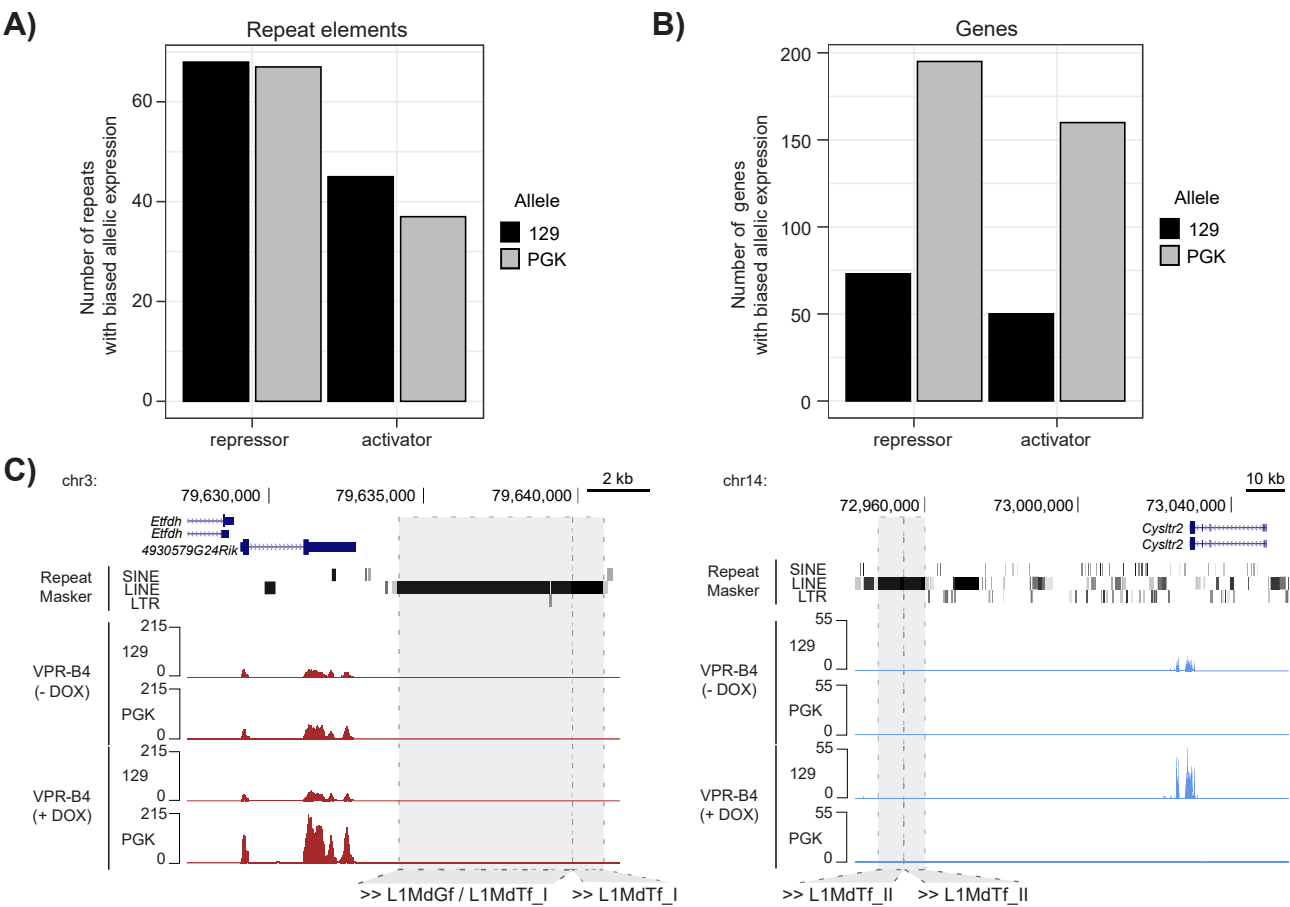 A)
Repeat elements
Number of repeats
with biased allelic expression
60
40
20
0
repressor
activator
Allele
129
PGK
B)
Genes
Number of genes
with biased allelic expression
200
150
100
50
0
repressor
activator
Allele
129
PGK
C)
chr3:
2 kb
79,630,000
79,635,000
79,640,000
Etfdh
Etfdh
4930579G24Rik
Repeat
Masker
SINE
LINE
LTR
VPR-B4
(- DOX)
215
129
0
215
PGK
0
VPR-B4
(+ DOX)
215
129
0
215
PGK
0
>> L1MdGf / L1MdTf_I
>> L1MdTf_I
chr14:
10 kb
72,960,000
73,000,000
73,040,000
Cysltr2
Cysltr2
Repeat
Masker
SINE
LINE
LTR
VPR-B4
(- DOX)
55
129
0
55
PGK
0
VPR-B4
(+ DOX)
55
129
0
55
PGK
0
>> L1MdTf_II
>> L1MdTf_II